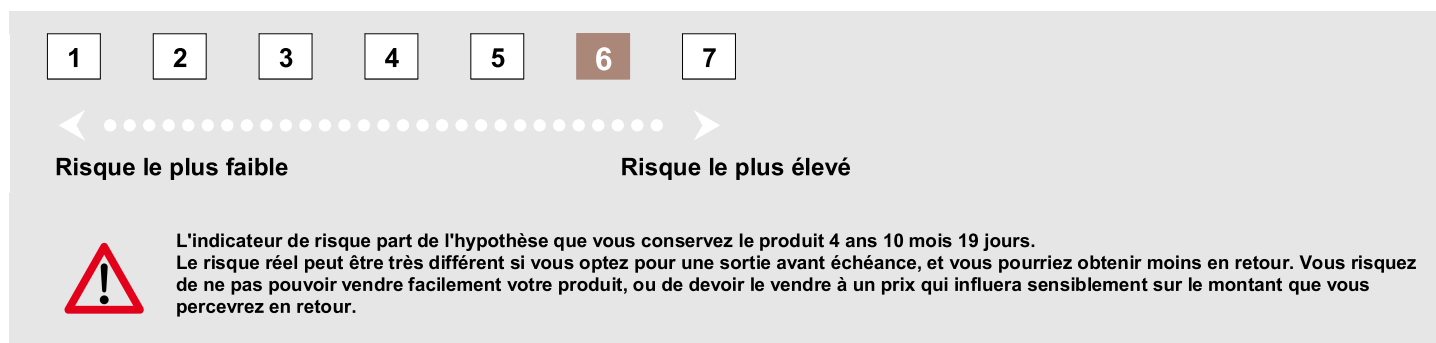 1 2 3 4 5 6 7
Risque le plus faible Risque le plus élevé
L'indicateur de risque part de l'hypothèse que vous conservez le produit 4 ans 10 mois 19 jours.
Le risque réel peut être très différent si vous optez pour une sortie avant échéance, et vous pourriez obtenir moins en retour. Vous risquez
de ne pas pouvoir vendre facilement votre produit, ou de devoir le vendre à un prix qui influera sensiblement sur le montant que vous
percevrez en retour.